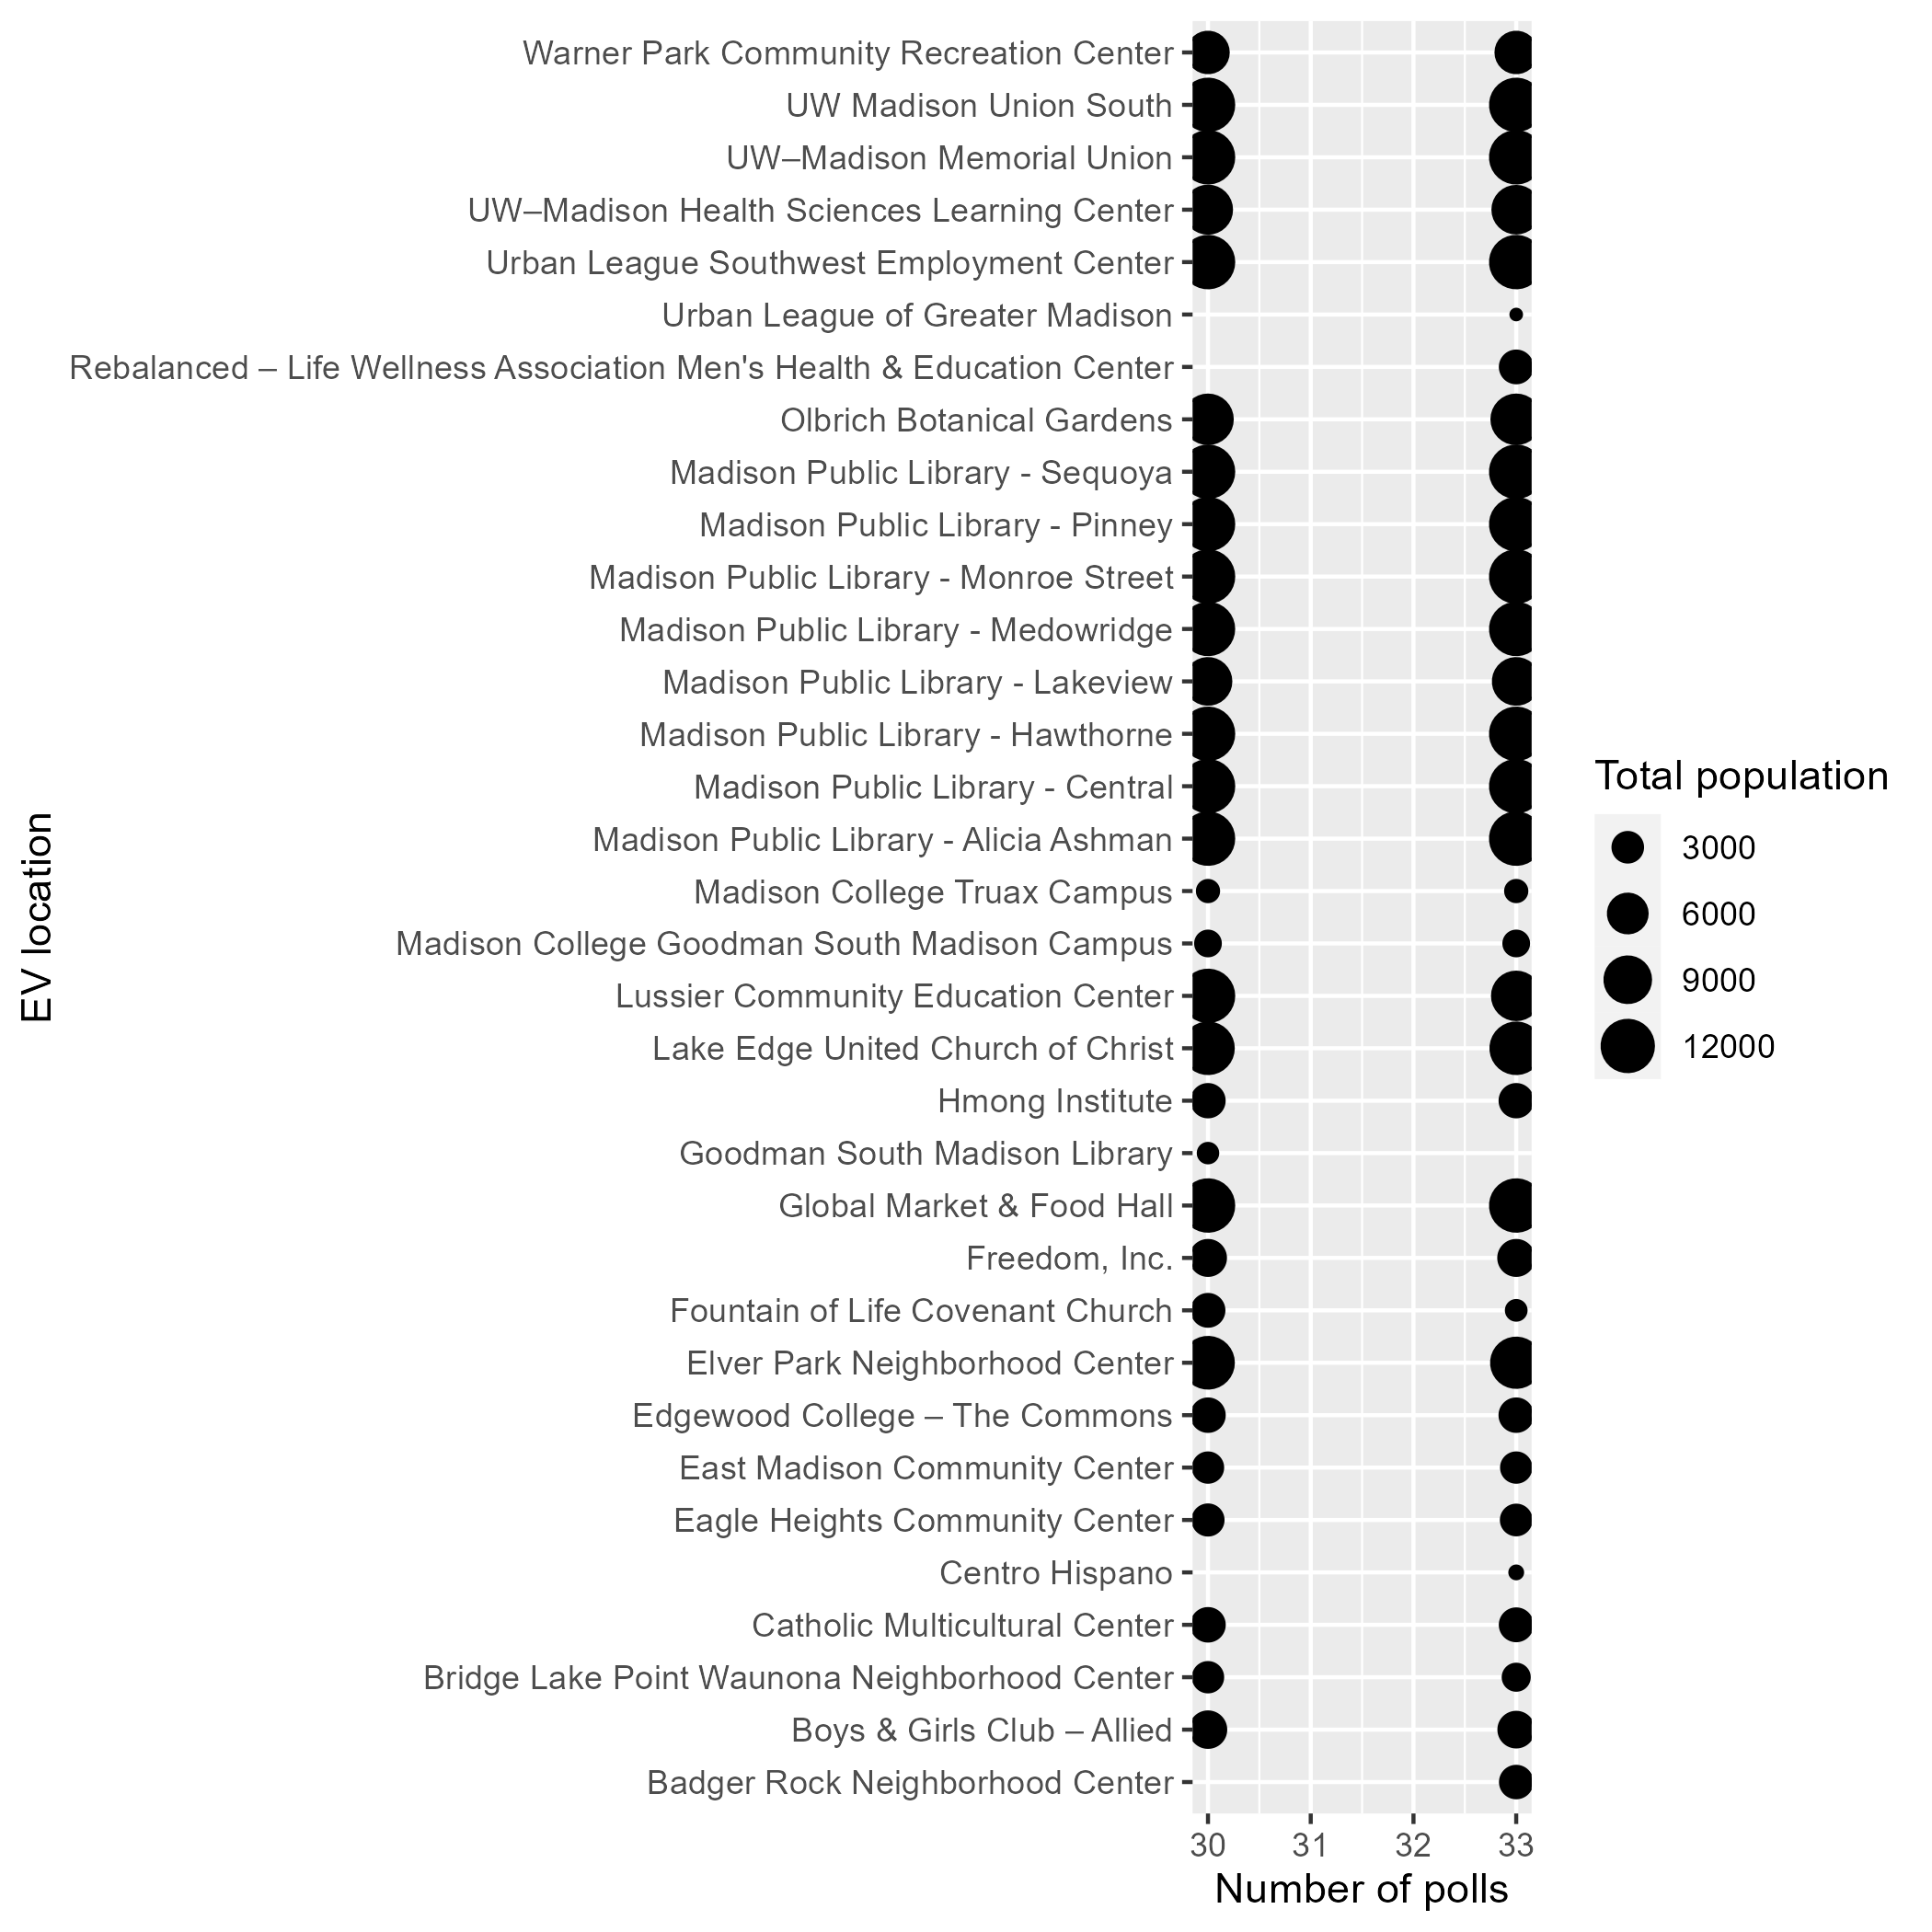 Warner Park Community Recreation Center
UW Madison Union South
UW–Madison Memorial Union
UW–Madison Health Sciences Learning Center
Urban League Southwest Employment Center
Urban League of Greater Madison
Rebalanced – Life Wellness Association Men's Health & Education Center
Olbrich Botanical Gardens
Madison Public Library - Sequoya
Madison Public Library - Pinney
Madison Public Library - Monroe Street
Madison Public Library - Medowridge
Madison Public Library - Lakeview
Madison Public Library - Hawthorne
Madison Public Library - Central
Madison Public Library - Alicia Ashman
Madison College Truax Campus
Madison College Goodman South Madison Campus
Lussier Community Education Center
Lake Edge United Church of Christ
Hmong Institute
Goodman South Madison Library
Global Market & Food Hall
Freedom, Inc.
Fountain of Life Covenant Church
Elver Park Neighborhood Center
Edgewood College – The Commons
East Madison Community Center
Eagle Heights Community Center
Centro Hispano
Catholic Multicultural Center
Bridge Lake Point Waunona Neighborhood Center
Boys & Girls Club – Allied
Badger Rock Neighborhood Center
EV location
30 31 32 33
Number of polls
Total population
3000
6000
9000
12000